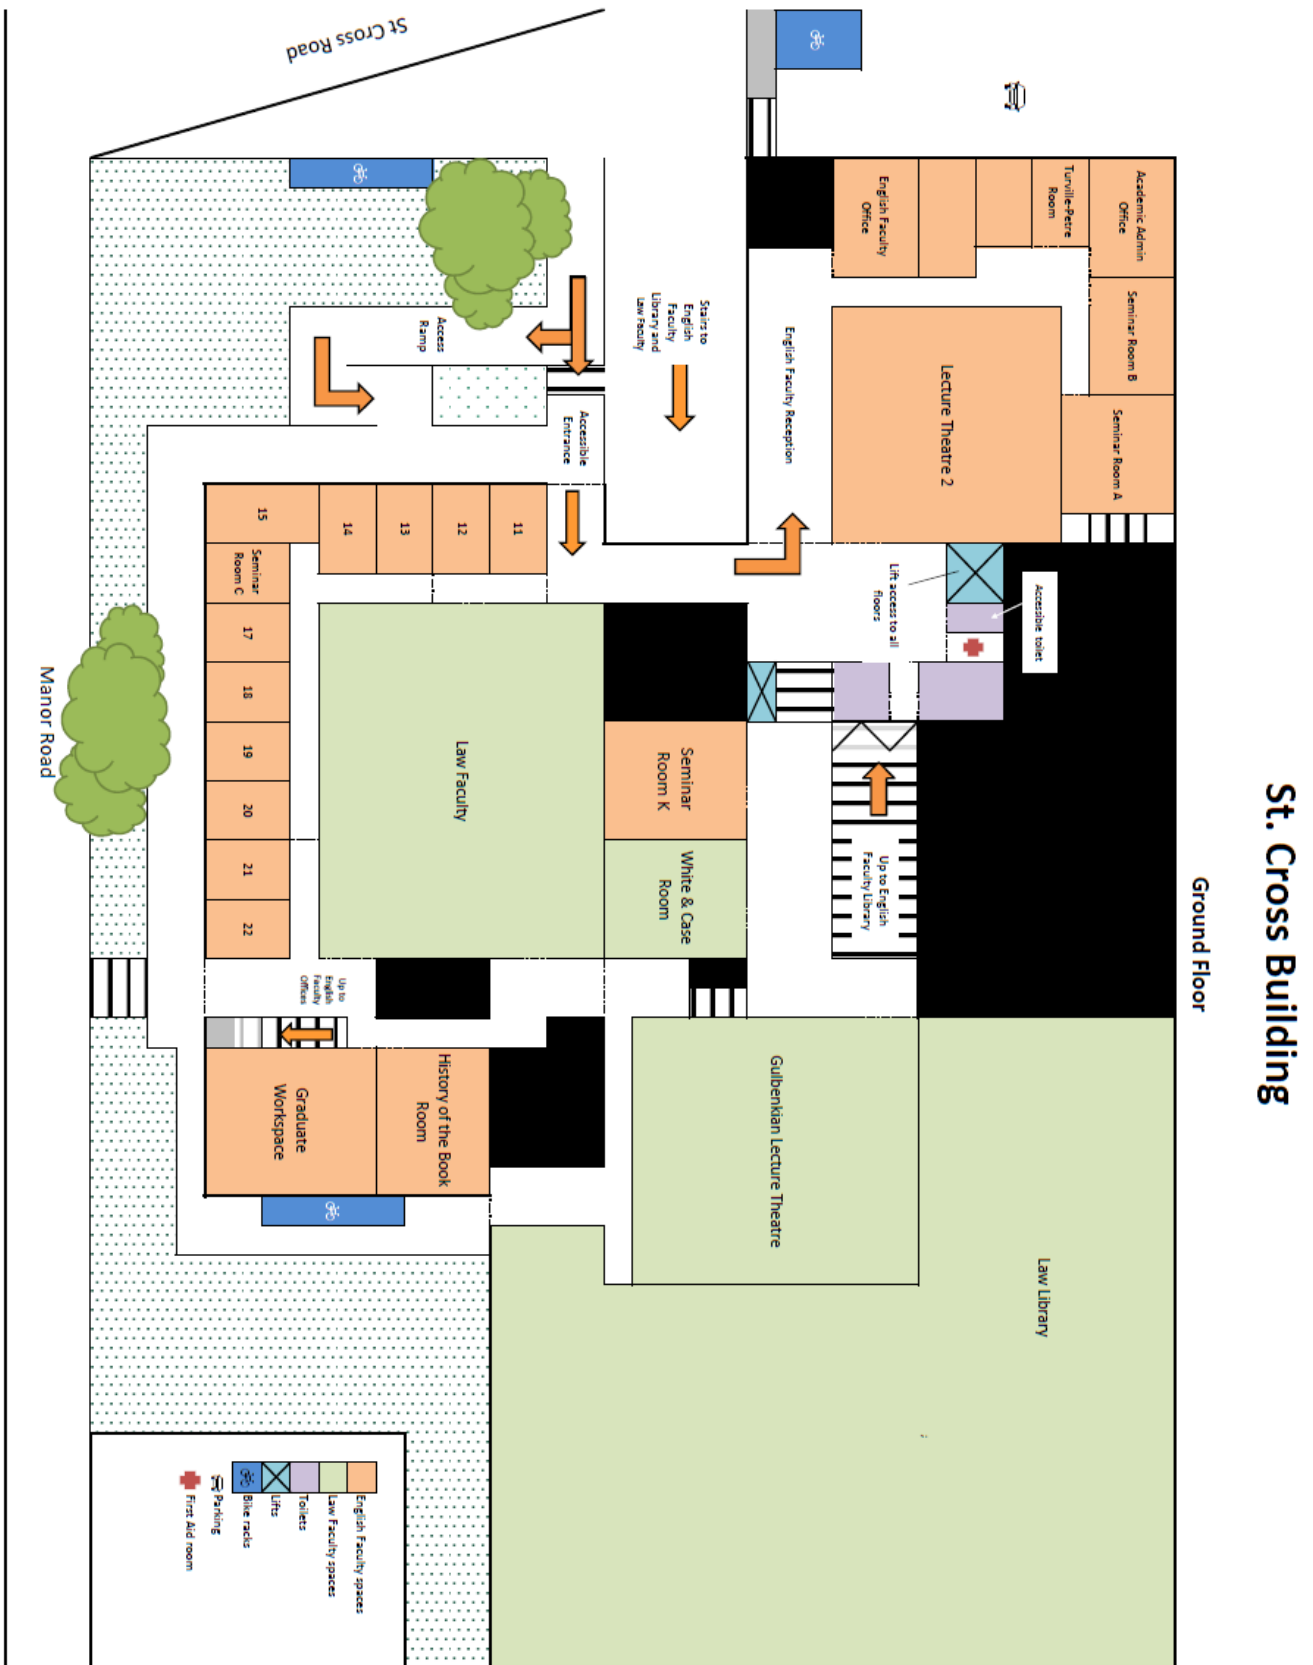 St. Cross Building
Ground Floor
St Cross Road
Academic Admin
Office
Turville-Petre
Room
English Faculty
Office
Seminar Room B
Seminar Room A
Lecture Theatre 2
English Faculty Reception
Stairs to
English
Faculty
Library and
Law Faculty
Access
Ramp
Accessible
Entrance
Accessible toilet
Lift access to all
floors
11
12
13
14
15
Seminar
Room C
17
18
19
20
21
22
Law Faculty
Seminar
Room K
White & Case
Room
Up to English
Faculty Library
Up to
English
Faculty
Offices
Graduate
Workspace
History of the Book
Room
Gulbenkian Lecture Theatre
Law Library
Manor Road
English Faculty spaces
Law Faculty spaces
Toilets
Lifts
Bike racks
Parking
First Aid room